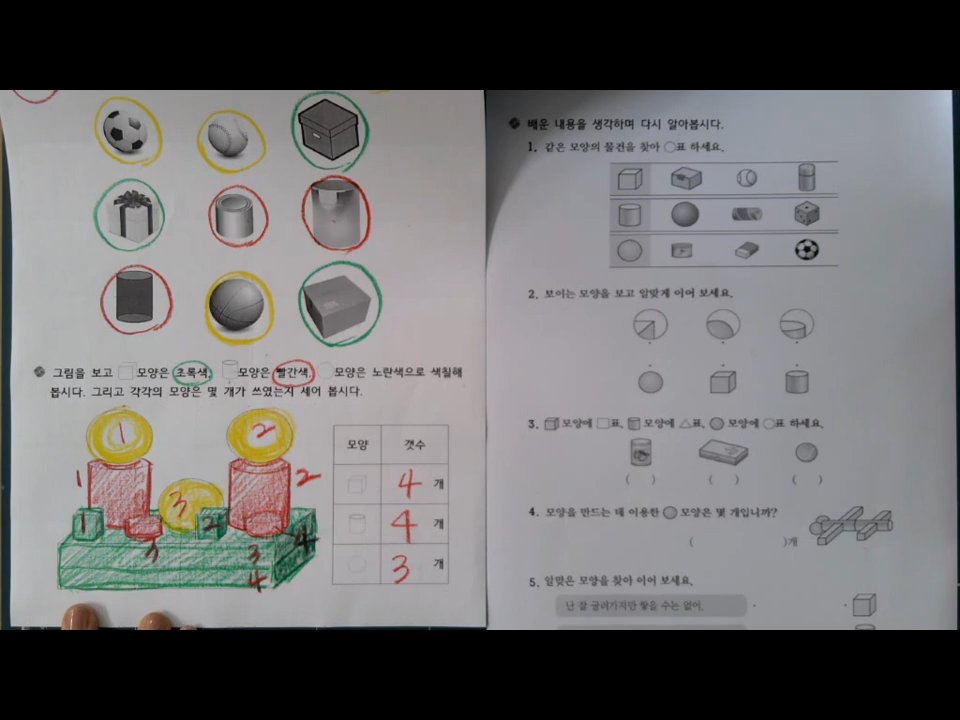 그림을 보고 모양은 초록색, 모양은 빨간색, 모양은 노란색으로 색칠해
봅시다. 그리고 각각의 모양은 몇 개가 쓰였는지 세어 봅시다.
1
2
1
2
3
1
2
3
3
4
4
모양 갯수
4 개
4 개
3 개
배운 내용을 생각하며 다시 알아봅시다.
1. 같은 모양의 물건을 찾아 ○표 하세요.
2. 보이는 모양을 보고 알맞게 이어 보세요.
3. 모양에 □표, 모양에 △표, 모양에 ○표 하세요.
( ) ( ) ( )
4. 모양을 만드는 데 이용한 모양은 몇 개입니까?
( )개
5. 알맞은 모양을 찾아 이어 보세요.
난 잘 굴러가지만 쌓을 수는 없어.